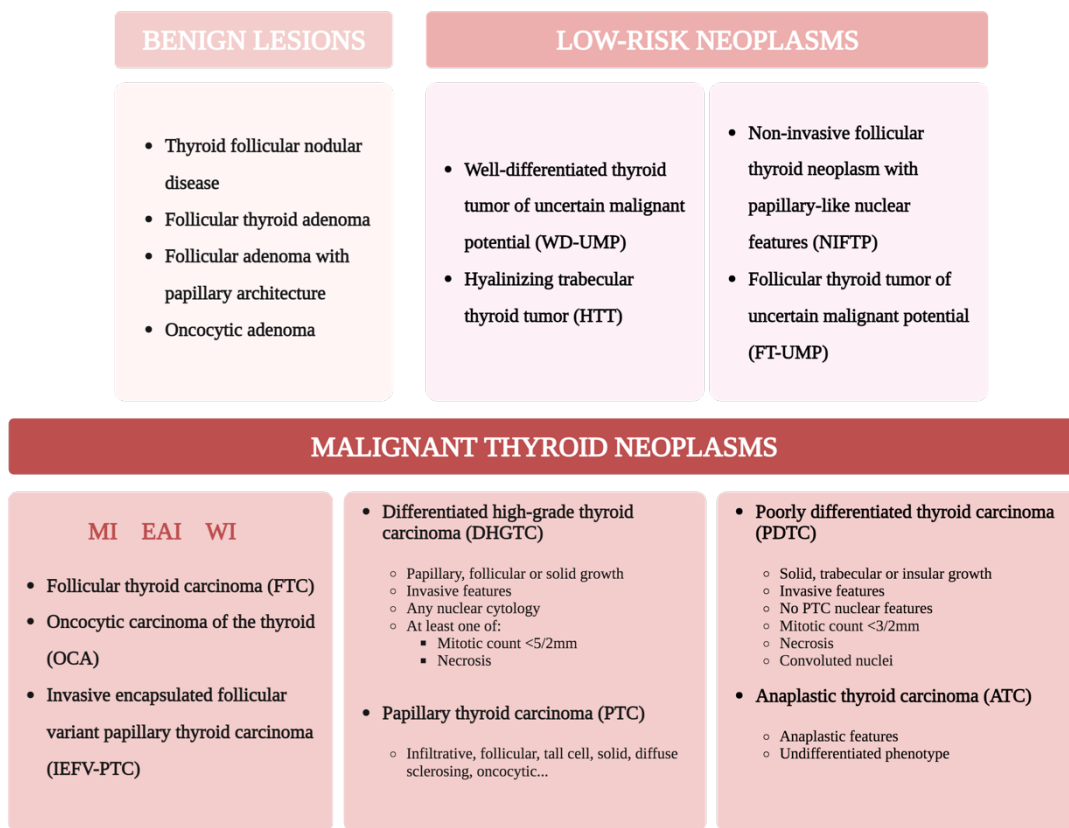 BENIGN LESIONS
LOW-RISK NEOPLASMS
• Thyroid follicular nodular
disease
• Follicular thyroid adenoma
• Follicular adenoma with
papillary architecture
• Oncocytic adenoma
• Well-differentiated thyroid
tumor of uncertain malignant
potential (WD-UMP)
• Hyalinizing trabecular
thyroid tumor (HTT)
• Non-invasive follicular
thyroid neoplasm with
papillary-like nuclear
features (NIFTP)
• Follicular thyroid tumor of
uncertain malignant potential
(FT-UMP)
MALIGNANT THYROID NEOPLASMS
MI EAI WI
• Follicular thyroid carcinoma (FTC)
• Oncocytic carcinoma of the thyroid
(OCA)
• Invasive encapsulated follicular
variant papillary thyroid carcinoma
(IEFV-PTC)
• Differentiated high-grade thyroid
carcinoma (DHGTC)
○ Papillary, follicular or solid growth
○ Invasive features
○ Any nuclear cytology
○ At least one of:
▪ Mitotic count <5/2mm
▪ Necrosis
• Papillary thyroid carcinoma (PTC)
○ Infiltrative, follicular, tall cell, solid, diffuse
sclerosing, oncocytic...
• Poorly differentiated thyroid carcinoma
(PDTC)
○ Solid, trabecular or insular growth
○ Invasive features
○ No PTC nuclear features
○ Mitotic count <3/2mm
○ Necrosis
○ Convoluted nuclei
• Anaplastic thyroid carcinoma (ATC)
○ Anaplastic features
○ Undifferentiated phenotype